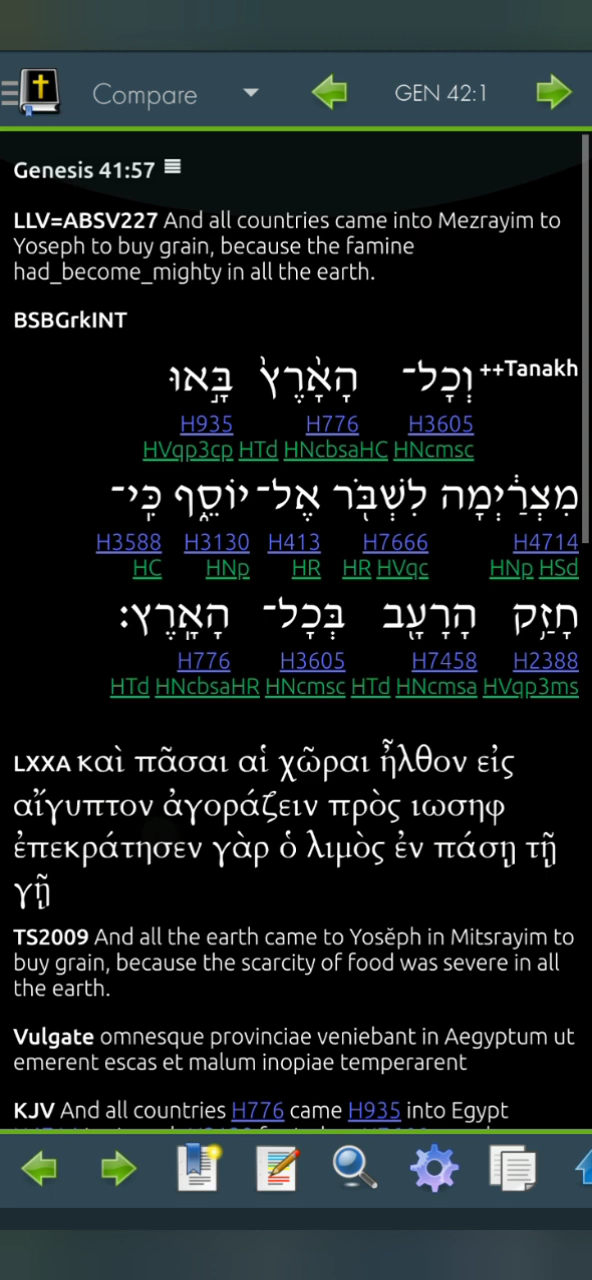 Compare
GEN 42:1
Genesis 41:57
LLV=ABSV227 And all countries came into Mezrayim to
Yoseph to buy grain, because the famine
had_become_mighty in all the earth.
BSBGrkINT
++Tanakh וְכָל־ הָאָ֙רֶץ֙ בָּ֣אוּ
H935 H776 H3605
HVqp3cp HTd HNcbsaHC HNcmsc
מִצְרַ֔יְמָה לִשְׁבֹּ֖ר אֶל־ יוֹסֵ֑ף כִּֽי־
H3588 H3130 H413 H7666 H4714
HC HNp HR HR HVqc HNp HSd
חָזַ֥ק הָרָעָ֖ב בְּכָל־ הָאָֽרֶץ׃
H776 H3605 H7458 H2388
HTd HNcbsaHR HNcmsc HTd HNcmsa HVqp3ms
LXXA καὶ πᾶσαι αἱ χῶραι ἦλθον εἰς
αἴγυπτον ἀγοράζειν πρὸς ιωσηφ
ἐπεκράτησεν γὰρ ὁ λιμὸς ἐν πάσῃ τῇ
γῇ
TS2009 And all the earth came to Yosĕph in Mitsrayim to
buy grain, because the scarcity of food was severe in all
the earth.
Vulgate omnesque provinciae veniebant in Aegyptum ut
emerent escas et malum inopiae temperarent
KJV And all countries H776 came H935 into Egypt